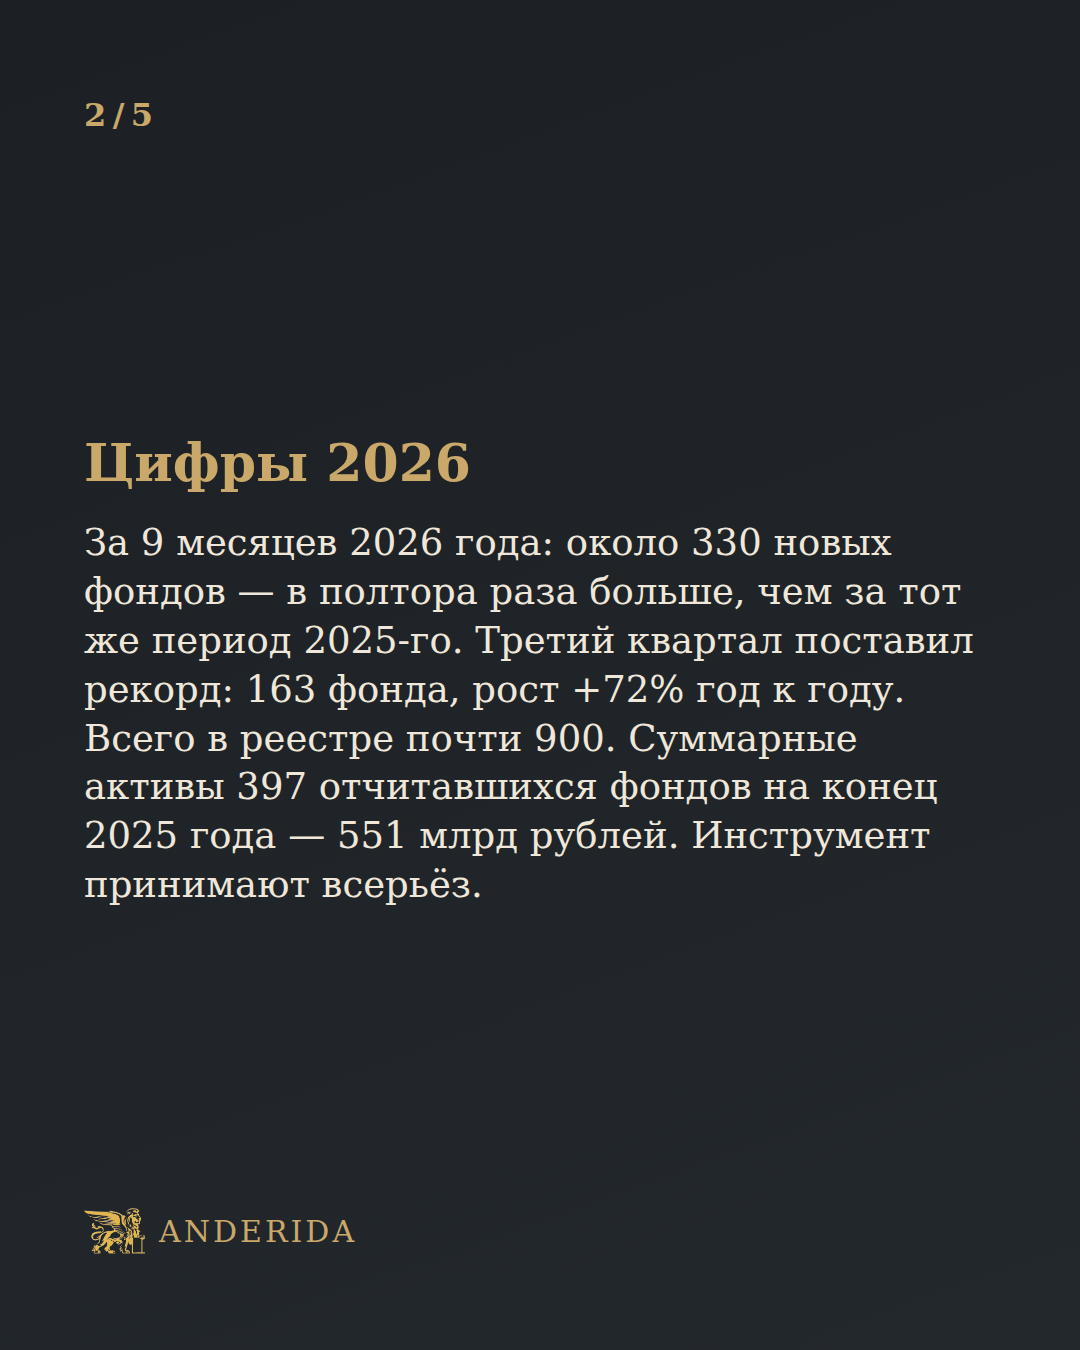 2/5
Цифры 2026
За 9 месяцев 2026 года: около 330 новых
фондов — в полтора раза больше, чем за тот
же период 2025-го. Третий квартал поставил
рекорд: 163 фонда, рост +72% год к году.
Всего в реестре почти 900. Суммарные
активы 397 отчитавшихся фондов на конец
2025 года — 551 млрд рублей. Инструмент
принимают всерьёз.
ANDERIDA